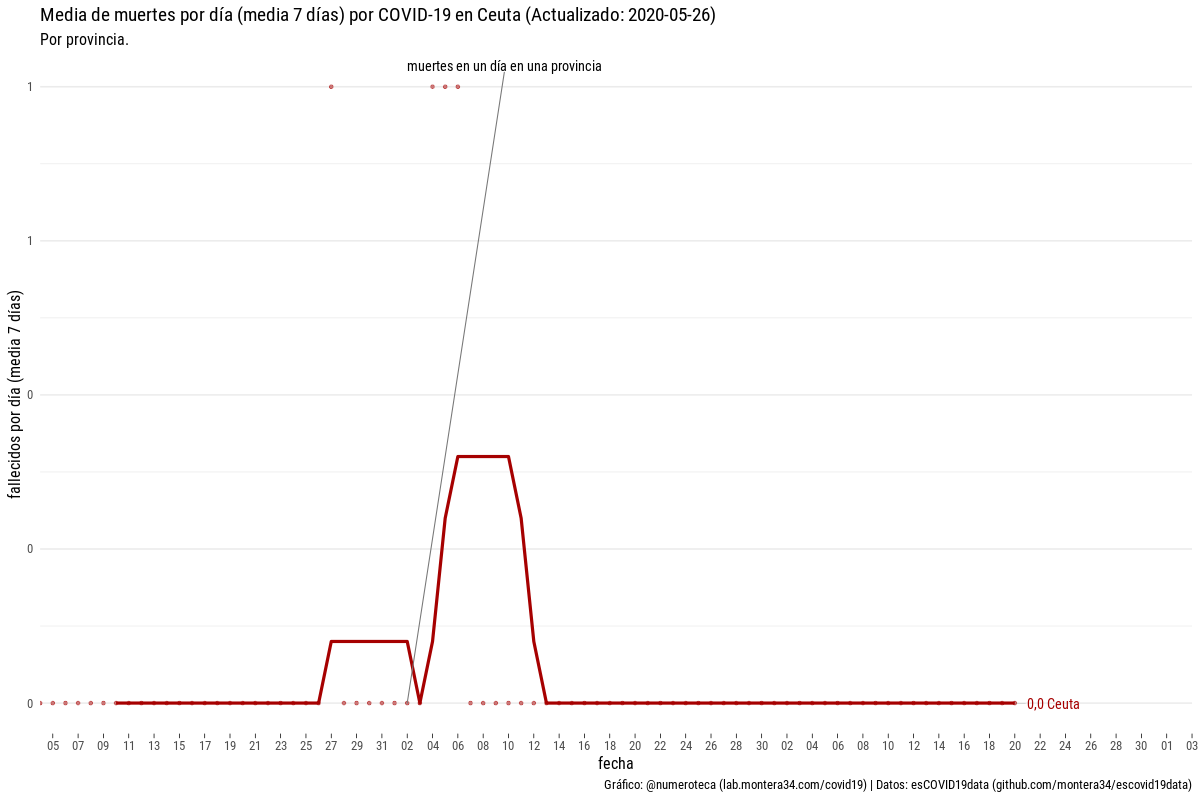 Media de muertes por día (media 7 días) por COVID-19 en Ceuta (Actualizado: 2020-05-26)
Por provincia.
muertes en un día en una provincia
fallecidos por día (media 7 días)
1
1
0
0
0
0,0 Ceuta
05 07 09 11 13 15 17 19 21 23 25 27 29 31 02 04 06 08 10 12 14 16 18 20 22 24 26 28 30 02 04 06 08 10 12 14 16 18 20 22 24 26 28 30 01 03
fecha
Gráfico: @numeroteca (lab.montera34.com/covid19) | Datos: esCOVID19data (github.com/montera34/escovid19data)